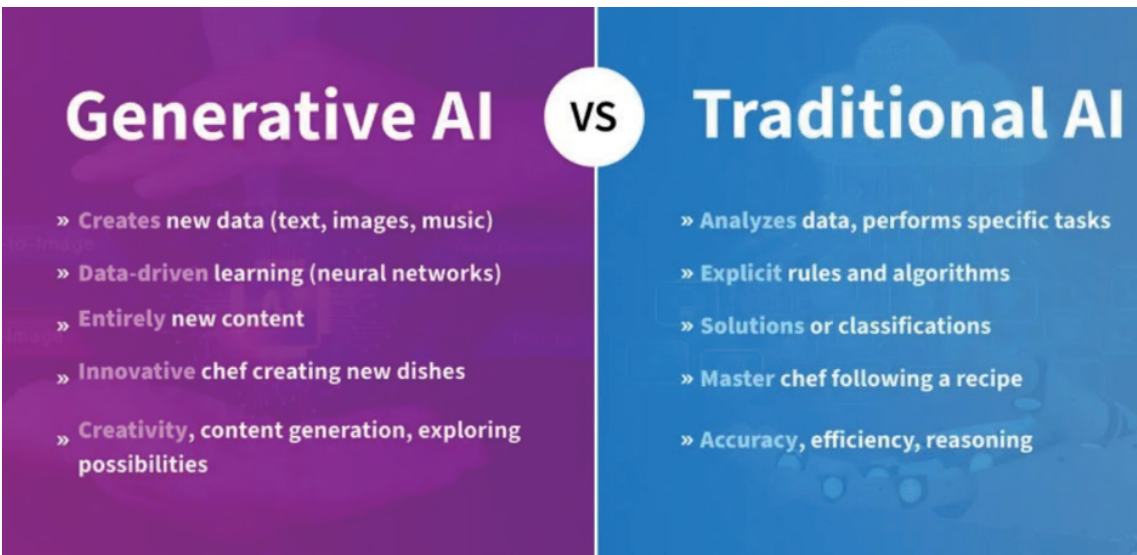 Generative AI
VS
Traditional AI
» Creates new data (text, images, music)
» Data-driven learning (neural networks)
» Entirely new content
» Innovative chef creating new dishes
» Creativity, content generation, exploring
possibilities
» Analyzes data, performs specific tasks
» Explicit rules and algorithms
» Solutions or classifications
» Master chef following a recipe
» Accuracy, efficiency, reasoning